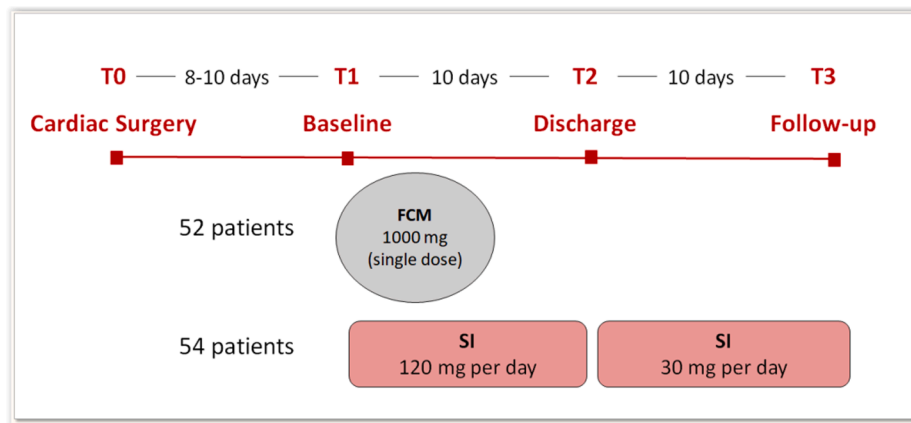 T0 8-10 days T1 10 days T2 10 days T3
Cardiac Surgery Baseline Discharge Follow-up
52 patients
FCM
1000 mg
(single dose)
54 patients
SI
120 mg per day
SI
30 mg per day